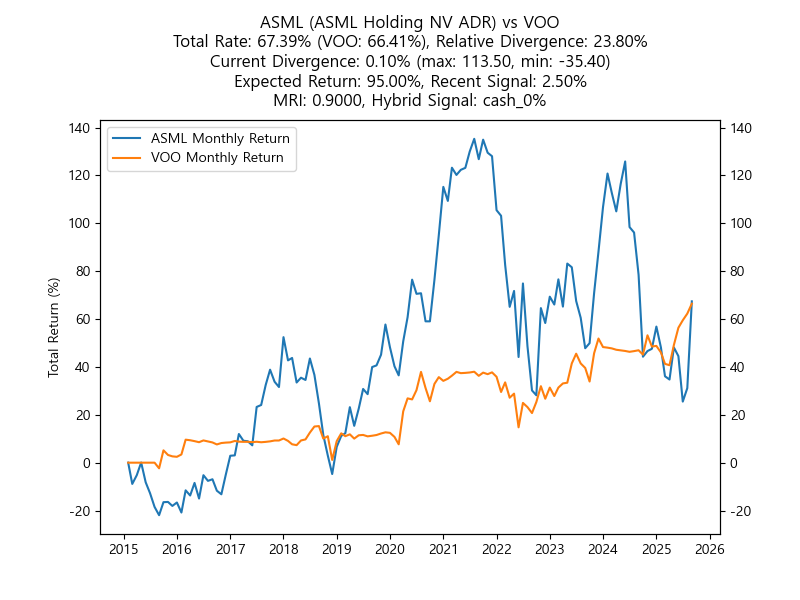 ASML (ASML Holding NV ADR) vs VOO
Total Rate: 67.39% (VOO: 66.41%), Relative Divergence: 23.80%
Current Divergence: 0.10% (max: 113.50, min: -35.40)
Expected Return: 95.00%, Recent Signal: 2.50%
MRI: 0.9000, Hybrid Signal: cash_0%
ASML Monthly Return
VOO Monthly Return
Total Return (%)
140
120
100
80
60
40
20
0
-20
140
120
100
80
60
40
20
0
-20
2015 2016 2017 2018 2019 2020 2021 2022 2023 2024 2025 2026